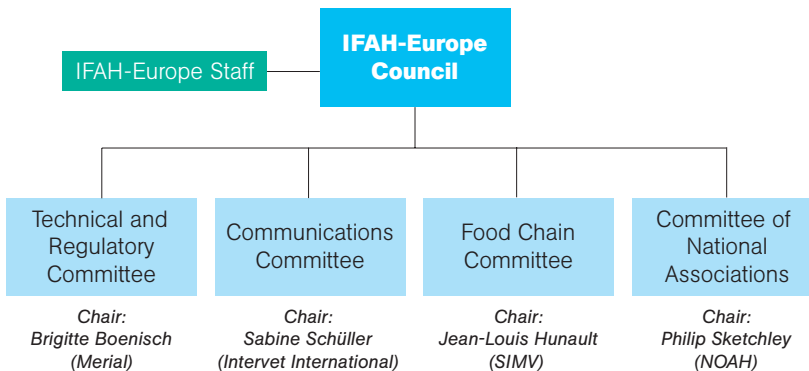 IFAH-Europe
Council
IFAH-Europe Staff
Technical and
Regulatory
Committee
Chair:
Brigitte Boenisch
(Merial)
Communications
Committee
Chair:
Sabine Schüller
(Intervet International)
Food Chain
Committee
Chair:
Jean-Louis Hunault
(SIMV)
Committee of
National
Associations
Chair:
Philip Sketchley
(NOAH)